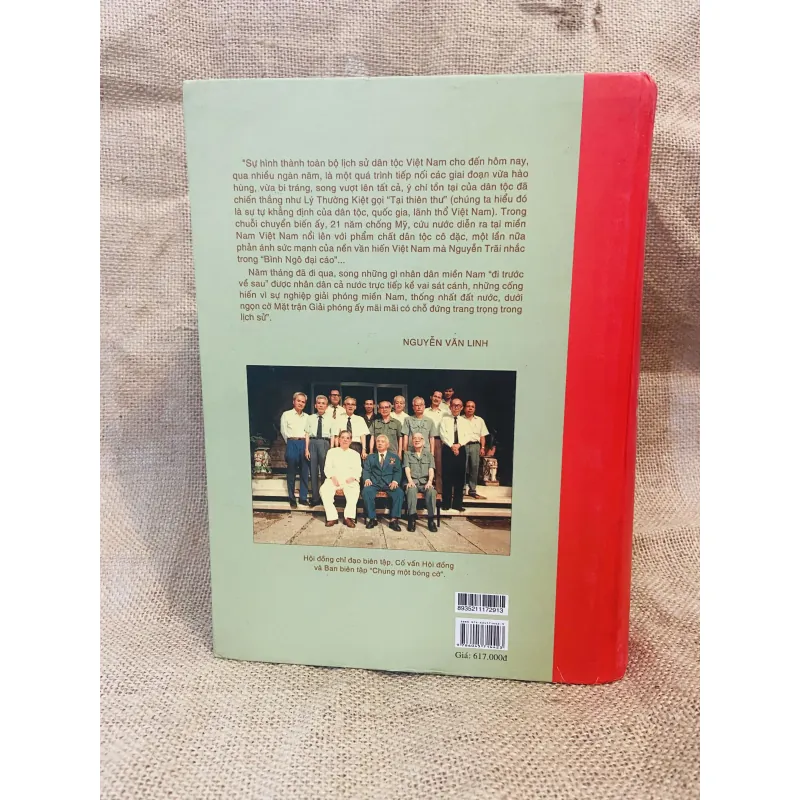 "Sự hình thành toàn bộ lịch sử dân tộc Việt Nam cho đến hôm nay,
qua nhiều ngàn năm, là một quá trình tiếp nối các giai đoạn vừa hào
hùng, vừa bi tráng, song vượt lên tất cả, ý chí tồn tại của dân tộc đã
chiến thắng như Lý Thường Kiệt gọi "Tại thiên thư" (chúng ta hiểu đó
là sự tự khẳng định của dân tộc, quốc gia, lãnh thổ Việt Nam). Trong
chuỗi chuyển biến ấy, 21 năm chống Mỹ, cứu nước diễn ra tại miền
Nam Việt Nam nổi lên với phẩm chất dân tộc cô đặc, một lần nữa
phản ánh sức mạnh của nền văn hiến Việt Nam mà Nguyễn Trãi nhắc
trong "Bình Ngô đại cáo"...
Năm tháng đã đi qua, song những gì nhân dân miền Nam "đi trước
về sau" được nhân dân cả nước trực tiếp kề vai sát cánh, những cống
hiến vì sự nghiệp giải phóng miền Nam, thống nhất đất nước, dưới
ngọn cờ Mặt trận Giải phóng ấy mãi mãi có chỗ đứng trang trọng trong
lịch sử".
NGUYỄN VĂN LINH
Hội đồng chỉ đạo biên tập, Cố vấn Hội đồng
và Ban biên tập "Chung một bóng cờ".
8935211172913
Giá: 617.000đ